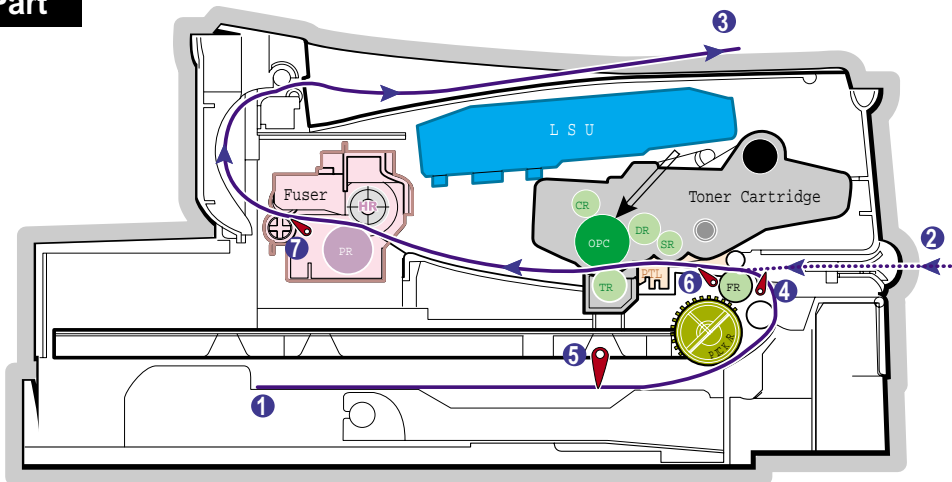 Part
3
L S U
Fuser
Toner Cartridge
CR
HR
DR
OPC
SR
2
7
PR
PTL
6
FR
4
TR
P/K R
5
1